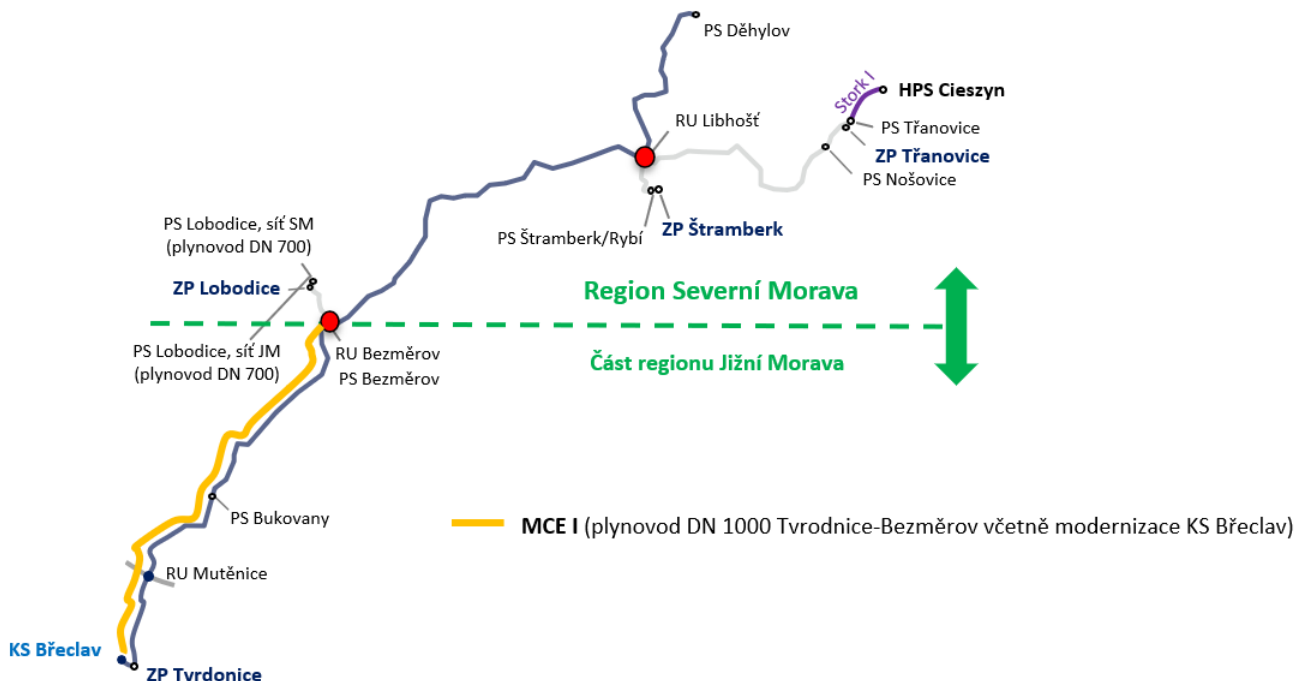 PS Děhylov
Stork I
HPS Cieszyn
RU Libhošť
PS Třanovice
ZP Třanovice
PS Nošovice
PS Lobodice, síť SM
(plynovod DN 700)
PS Štramberk/Rybí
ZP Štramberk
ZP Lobodice
Region Severní Morava
PS Lobodice, síť JM
(plynovod DN 700)
RU Bezměrov
PS Bezměrov
Část regionu Jižní Morava
PS Bukovany
MCE I (plynovod DN 1000 Tvrodnice-Bezměrov včetně modernizace KS Břeclav)
RU Mutěnice
KS Břeclav
ZP Tvrdonice